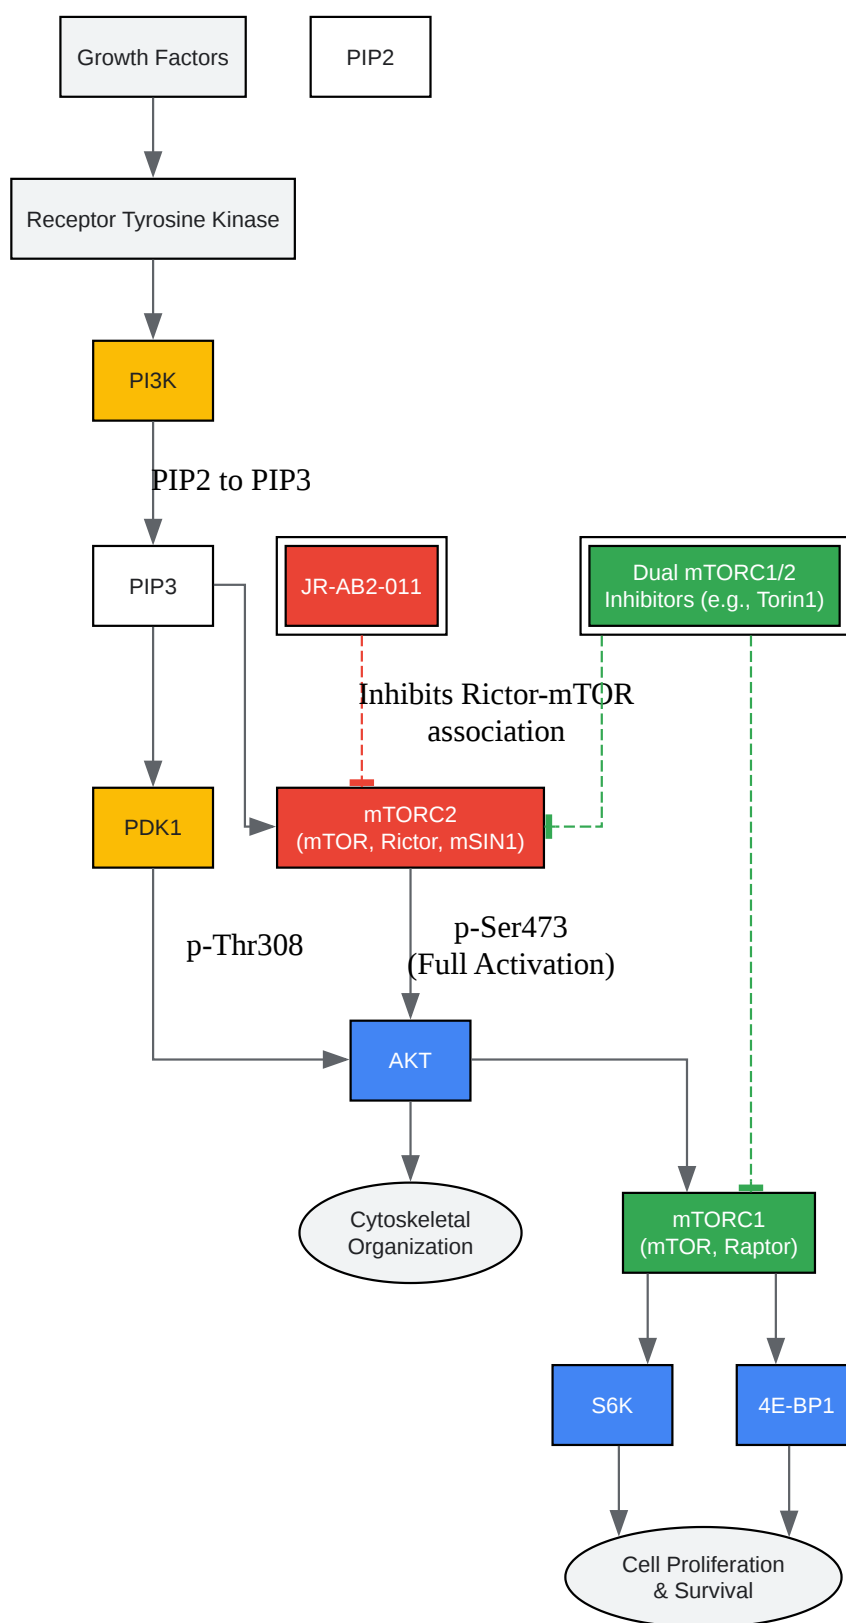 Growth Factors
PIP2
Receptor Tyrosine Kinase
PI3K
PIP2 to PIP3
PIP3
JR-AB2-011
Dual mTORC1/2
Inhibitors (e.g., Torin1)
Inhibits Rictor-mTOR
association
PDK1
mTORC2
(mTOR, Rictor, mSIN1)
p-Thr308
p-Ser473
(Full Activation)
AKT
Cytoskeletal
Organization
mTORC1
(mTOR, Raptor)
S6K
4E-BP1
Cell Proliferation
& Survival